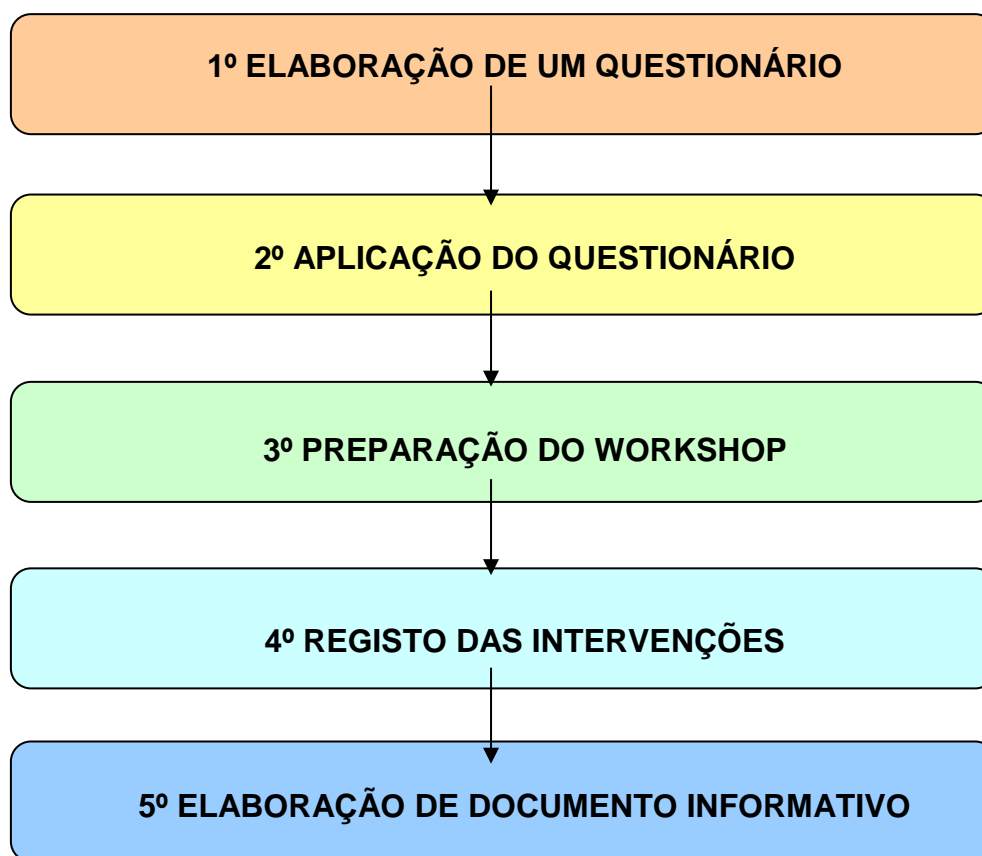 1º ELABORAÇÃO DE UM QUESTIONÁRIO
2º APLICAÇÃO DO QUESTIONÁRIO
3º PREPARAÇÃO DO WORKSHOP
4º REGISTO DAS INTERVENÇÕES
5º ELABORAÇÃO DE DOCUMENTO INFORMATIVO